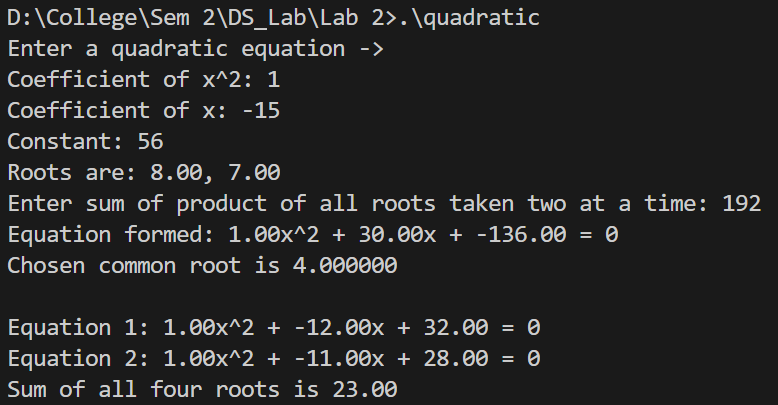 D:\College\Sem 2\DS_Lab\Lab 2>.\quadratic
Enter a quadratic equation ->
Coefficient of x^2: 1
Coefficient of x: -15
Constant: 56
Roots are: 8.00, 7.00
Enter sum of product of all roots taken two at a time: 192
Equation formed: 1.00x^2 + 30.00x + -136.00 = 0
Chosen common root is 4.000000
Equation 1: 1.00x^2 + -12.00x + 32.00 = 0
Equation 2: 1.00x^2 + -11.00x + 28.00 = 0
Sum of all four roots is 23.00